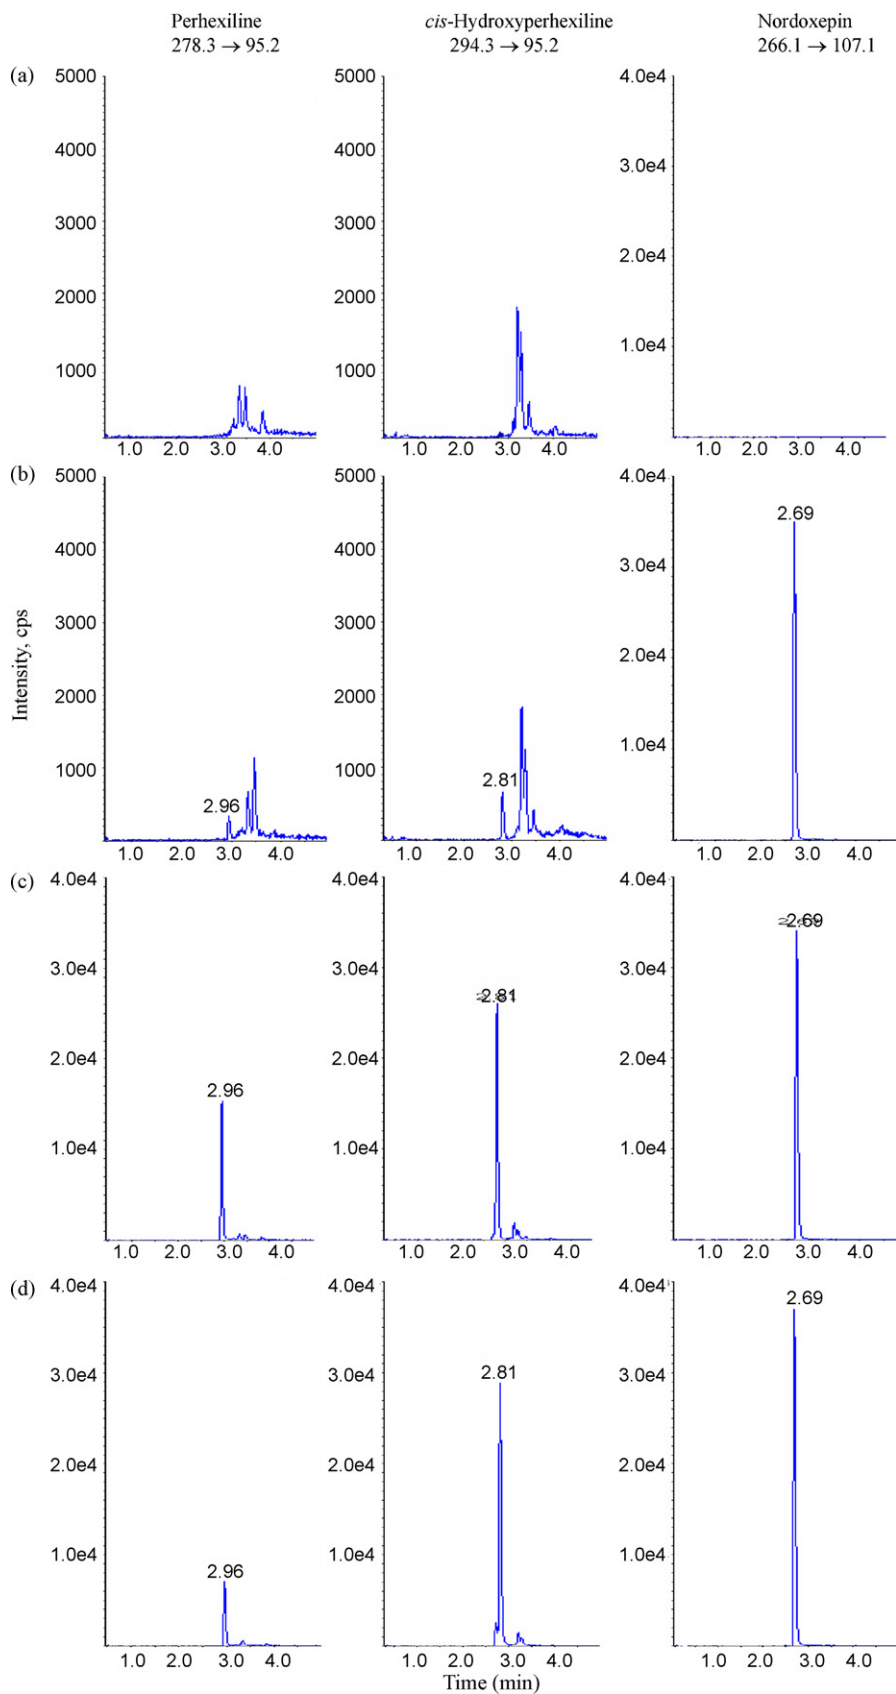 Perhexiline cis-Hydroxyperhexiline Nordoxepin
278.3 → 95.2 294.3 → 95.2 266.1 → 107.1
(a)
5000 5000 4.0e4
4000 4000 3.0e4
3000 3000
2000 2000 2.0e4
1000 1000 1.0e4
1.0 2.0 3.0 4.0 1.0 2.0 3.0 4.0 1.0 2.0 3.0 4.0
(b)
5000 5000 4.0e4
2.69
4000 4000 3.0e4
3000 3000
2000 2000 2.0e4
1000 1000 1.0e4
2.96 2.81
1.0 2.0 3.0 4.0 1.0 2.0 3.0 4.0 1.0 2.0 3.0 4.0
Intensity, cps
(c)
4.0e4 4.0e4 4.0e4
2.69
3.0e4 3.0e4 3.0e4
2.81
2.0e4 2.0e4 2.0e4
2.96
1.0e4 1.0e4 1.0e4
1.0 2.0 3.0 4.0 1.0 2.0 3.0 4.0 1.0 2.0 3.0 4.0
(d)
4.0e4 4.0e4 4.0e4
2.69
3.0e4 3.0e4 3.0e4
2.81
2.0e4 2.0e4 2.0e4
1.0e4 1.0e4 1.0e4
2.96
1.0 2.0 3.0 4.0 1.0 2.0 3.0 4.0 1.0 2.0 3.0 4.0
Time (min)